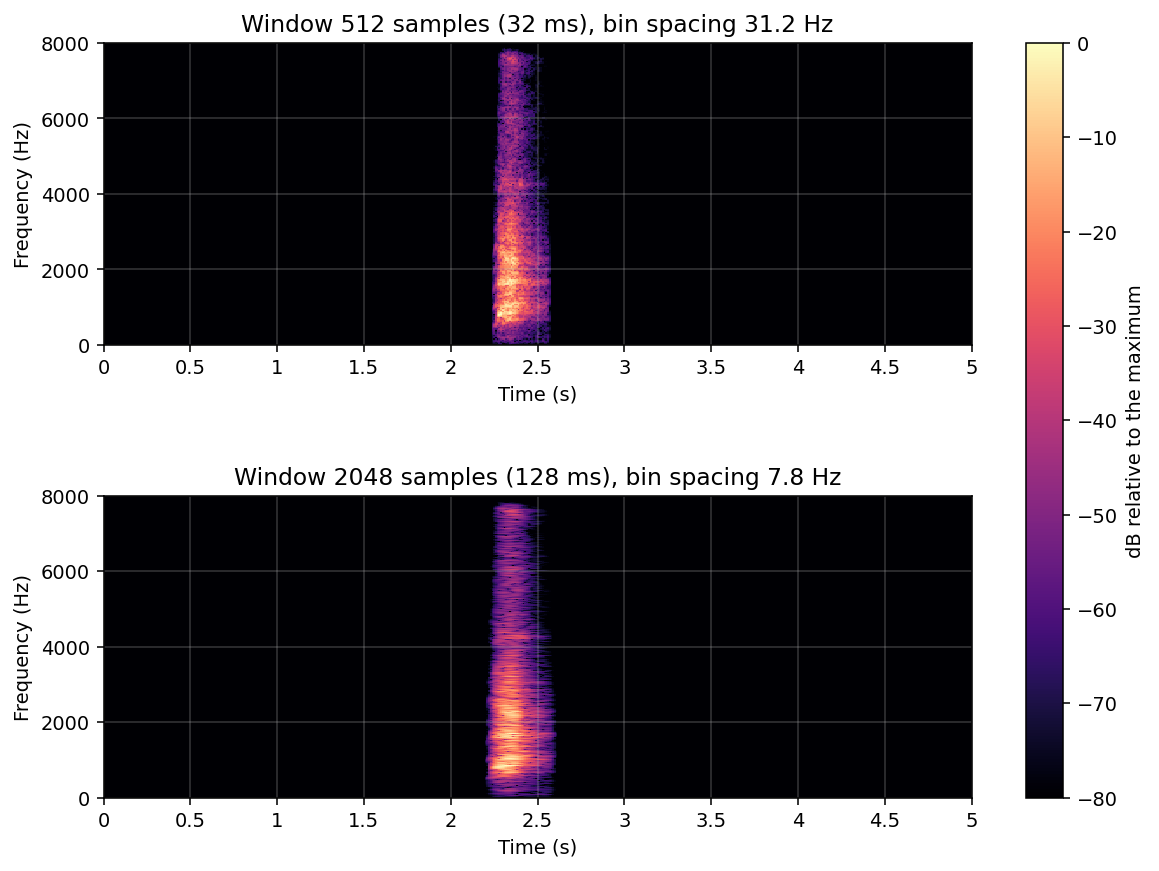 Window 512 samples (32 ms), bin spacing 31.2 Hz
8000
6000
4000
2000
0
Frequency (Hz)
0 0.5 1 1.5 2 2.5 3 3.5 4 4.5 5
Time (s)
Window 2048 samples (128 ms), bin spacing 7.8 Hz
8000
6000
4000
2000
0
Frequency (Hz)
0 0.5 1 1.5 2 2.5 3 3.5 4 4.5 5
Time (s)
0
−10
−20
−30
−40
−50
−60
−70
−80
dB relative to the maximum